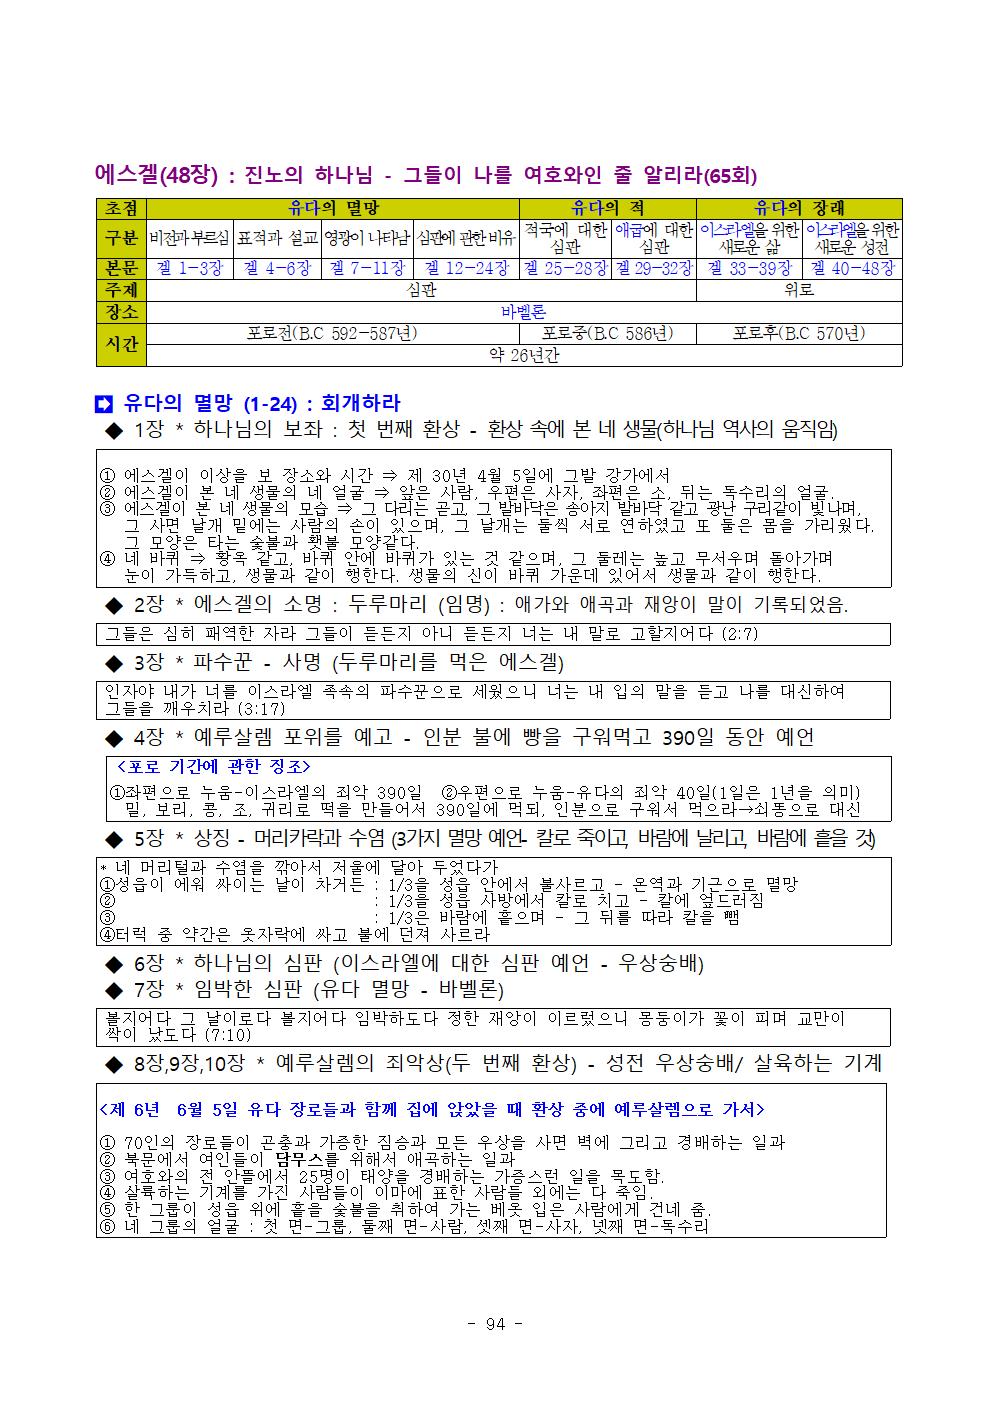 에스겔(48장) : 진노의 하나님 - 그들이 나를 여호와인 줄 알리라(65회)
초점 유다의 멸망 유다의 적 유다의 장래
구분 비전과 부르심 표적과 설교 영광이 나타남 심판에 관한 비유 적국에 대한 심판 애굽에 대한 심판 이스라엘을 위한 새로운 삶 이스라엘을 위한 새로운 성전
본문 겔 1-3장 겔 4-6장 겔 7-11장 겔 12-24장 겔 25-28장 겔 29-32장 겔 33-39장 겔 40-48장
주제 심판 위로
장소 바벨론
시간 포로전(B.C 592-587년) 포로중(B.C 586년) 포로후(B.C 570년)
약 26년간
➡ 유다의 멸망 (1-24) : 회개하라
◆ 1장 * 하나님의 보좌 : 첫 번째 환상 - 환상 속에 본 네 생물(하나님 역사의 움직임)
① 에스겔이 이상을 보 장소와 시간 ⇒ 제 30년 4월 5일에 그발 강가에서
② 에스겔이 본 네 생물의 네 얼굴 ⇒ 앞은 사람, 우편은 사자, 좌편은 소, 뒤는 독수리의 얼굴.
③ 에스겔이 본 네 생물의 모습 ⇒ 그 다리는 곧고, 그 발바닥은 송아지 발바닥 같고 광난 구리같이 빛나며,
그 사면 날개 밑에는 사람의 손이 있으며, 그 날개는 둘씩 서로 연하였고 또 둘은 몸을 가리웠다.
그 모양은 타는 숯불과 횃불 모양같다.
④ 네 바퀴 ⇒ 황옥 같고, 바퀴 안에 바퀴가 있는 것 같으며, 그 둘레는 높고 무서우며 돌아가며
눈이 가득하고, 생물과 같이 행한다. 생물의 신이 바퀴 가운데 있어서 생물과 같이 행한다.
◆ 2장 * 에스겔의 소명 : 두루마리 (임명) : 애가와 애곡과 재앙이 말이 기록되었음.
그들은 심히 패역한 자라 그들이 듣든지 아니 듣든지 너는 내 말로 고할지어다 (2:7)
◆ 3장 * 파수꾼 - 사명 (두루마리를 먹은 에스겔)
인자야 내가 너를 이스라엘 족속의 파수꾼으로 세웠으니 너는 내 입의 말을 듣고 나를 대신하여
그들을 깨우치라 (3:17)
◆ 4장 * 예루살렘 포위를 예고 - 인분 불에 빵을 구워먹고 390일 동안 예언
<포로 기간에 관한 징조>
①좌편으로 누움-이스라엘의 죄악 390일 ②우편으로 누움-유다의 죄악 40일(1일은 1년을 의미)
밀, 보리, 콩, 조, 귀리로 떡을 만들어서 390일에 먹되, 인분으로 구워서 먹으라→쇠똥으로 대신
◆ 5장 * 상징 - 머리카락과 수염 (3가지 멸망 예언- 칼로 죽이고, 바람에 날리고, 바람에 흩을 것)
* 네 머리털과 수염을 깎아서 저울에 달아 두었다가
①성읍이 에워 싸이는 날이 차거든 : 1/3을 성읍 안에서 불사르고 - 온역과 기근으로 멸망
② : 1/3을 성읍 사방에서 칼로 치고 - 칼에 엎드러짐
③ : 1/3은 바람에 흩으며 - 그 뒤를 따라 칼을 뺌
④터럭 중 약간은 옷자락에 싸고 불에 던져 사르라
◆ 6장 * 하나님의 심판 (이스라엘에 대한 심판 예언 - 우상숭배)
◆ 7장 * 임박한 심판 (유다 멸망 - 바벨론)
볼지어다 그 날이로다 볼지어다 임박하도다 정한 재앙이 이르렀으니 몽둥이가 꽃이 피며 교만이
싹이 났도다 (7:10)
◆ 8장,9장,10장 * 예루살렘의 죄악상(두 번째 환상) - 성전 우상숭배/ 살육하는 기계
<제 6년 6월 5일 유다 장로들과 함께 집에 앉았을 때 환상 중에 예루살렘으로 가서>
① 70인의 장로들이 곤충과 가증한 짐승과 모든 우상을 사면 벽에 그리고 경배하는 일과
② 북문에서 여인들이 담무스를 위해서 애곡하는 일과
③ 여호와의 전 안뜰에서 25명이 태양을 경배하는 가증스런 일을 목도함.
④ 살륙하는 기계를 가진 사람들이 이마에 표한 사람들 외에는 다 죽임.
⑤ 한 그룹이 성읍 위에 흩을 숯불을 취하여 가는 베옷 입은 사람에게 건네 줌.
⑥ 네 그룹의 얼굴 : 첫 면-그룹, 둘째 면-사람, 셋째 면-사자, 넷째 면-독수리
- 94 -